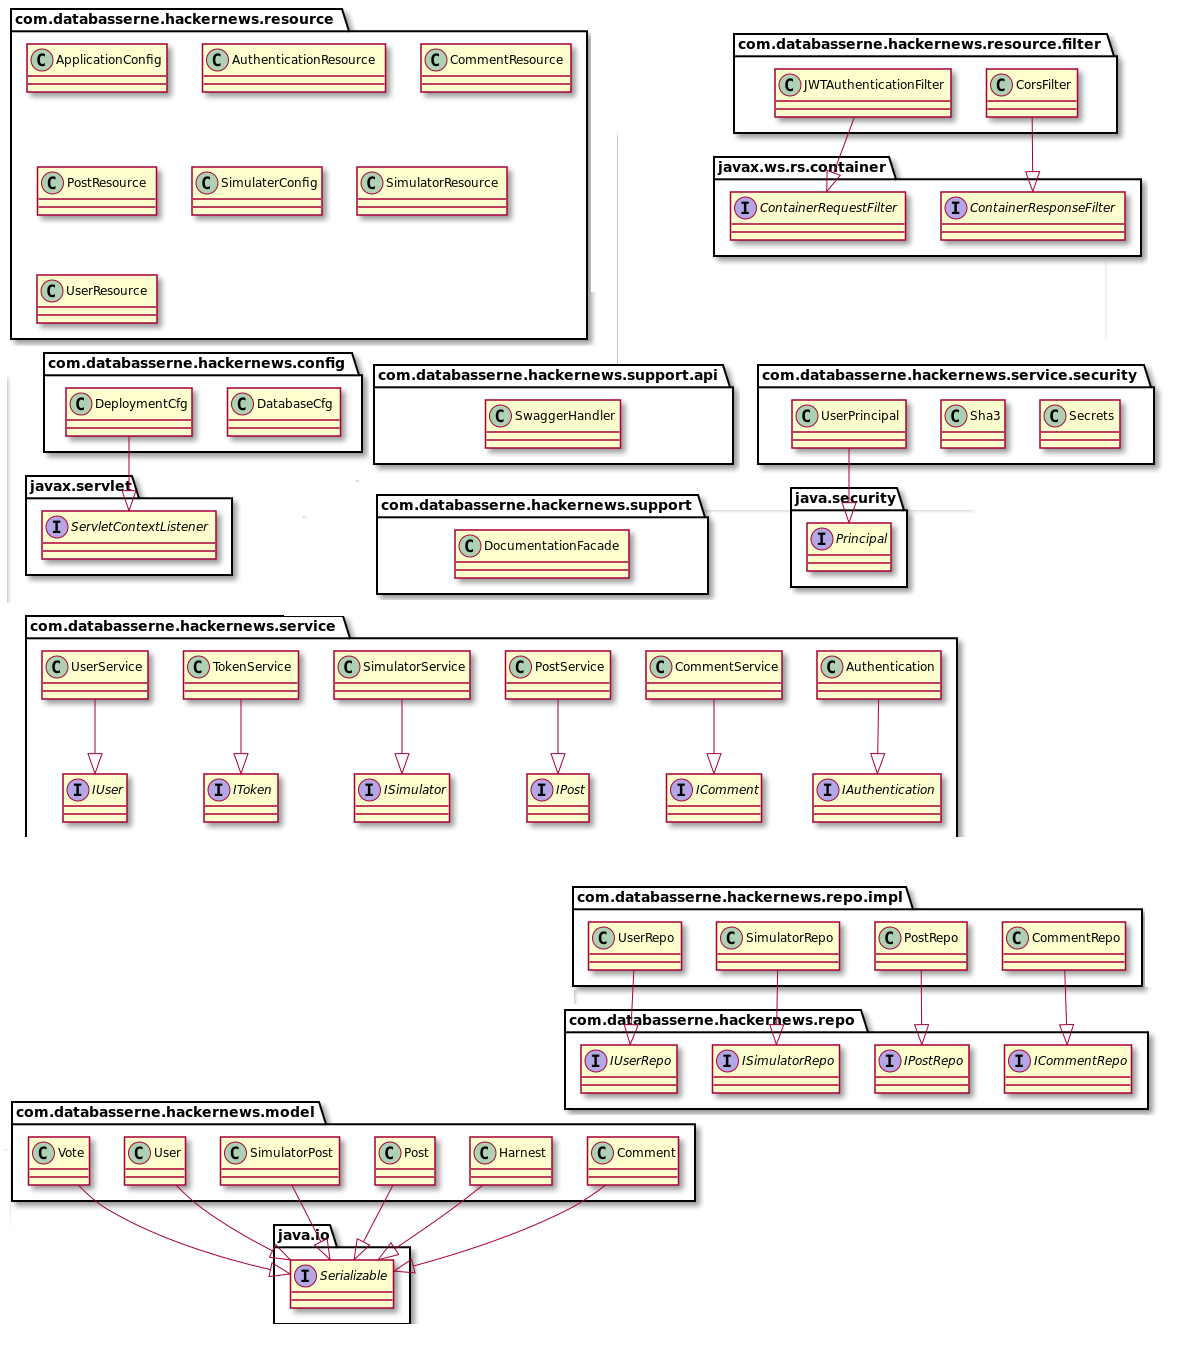 com.databasserne.hackernews.resource
C ApplicationConfig
C AuthenticationResource
C CommentResource
C PostResource
C SimulaterConfig
C SimulatorResource
C UserResource
com.databasserne.hackernews.resource.filter
C JWTAuthenticationFilter
C CorsFilter
javax.ws.rs.container
I ContainerRequestFilter
I ContainerResponseFilter
com.databasserne.hackernews.config
C DeploymentCfg
C DatabaseCfg
javax.servlet
I ServletContextListener
com.databasserne.hackernews.support.api
C SwaggerHandler
com.databasserne.hackernews.support
C DocumentationFacade
com.databasserne.hackernews.service.security
C UserPrincipal
C Sha3
C Secrets
java.security
I Principal
com.databasserne.hackernews.service
C UserService
C TokenService
C SimulatorService
C PostService
C CommentService
C Authentication
I IUser
I IToken
I ISimulator
I IPost
I IComment
I IAuthentication
com.databasserne.hackernews.repo.impl
C UserRepo
C SimulatorRepo
C PostRepo
C CommentRepo
com.databasserne.hackernews.repo
I IUserRepo
I ISimulatorRepo
I IPostRepo
I ICommentRepo
com.databasserne.hackernews.model
C Vote
C User
C SimulatorPost
C Post
C Harnest
C Comment
java.io
I Serializable